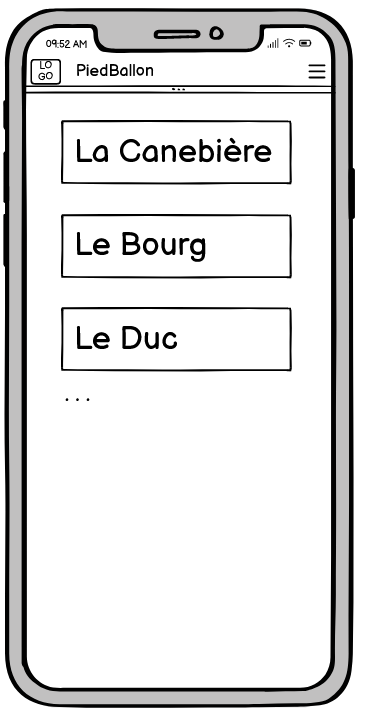 09:52 AM
LO
GO
PiedBallon
La Canebière
Le Bourg
Le Duc
...